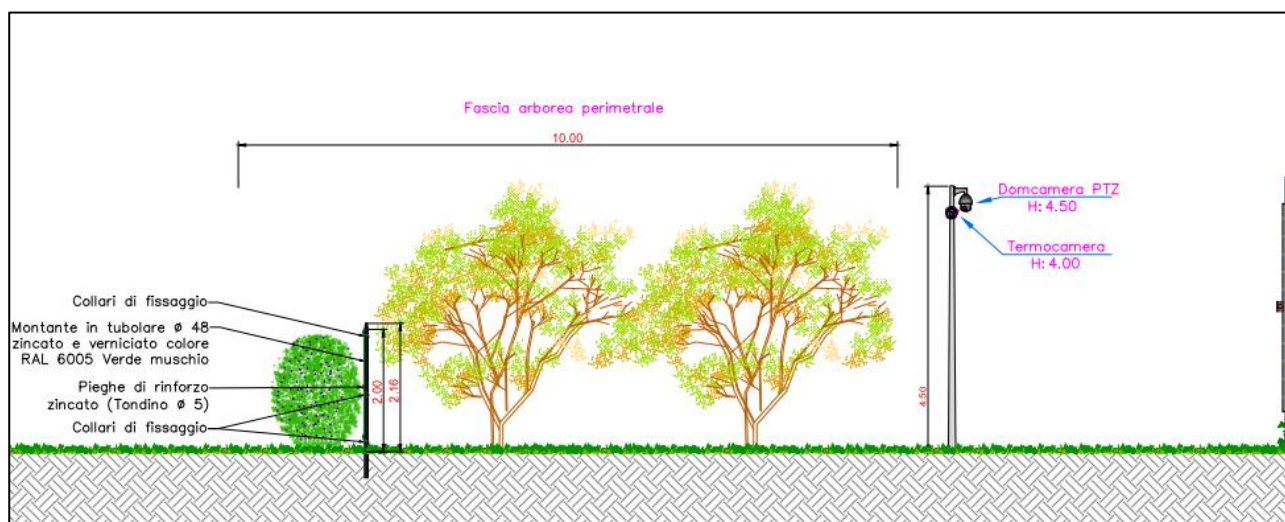 Fascia arborea perimetrale
10.00
Domcamera PTZ
H: 4.50
Termocamera
H: 4.00
Collari di fissaggio
Montante in tubolare ø 48
zincato e verniciato colore
RAL 6005 Verde muschio
Pieghe di rinforzo
zincato (Tondino ø 5)
Collari di fissaggio
2.00
2.16
4.50